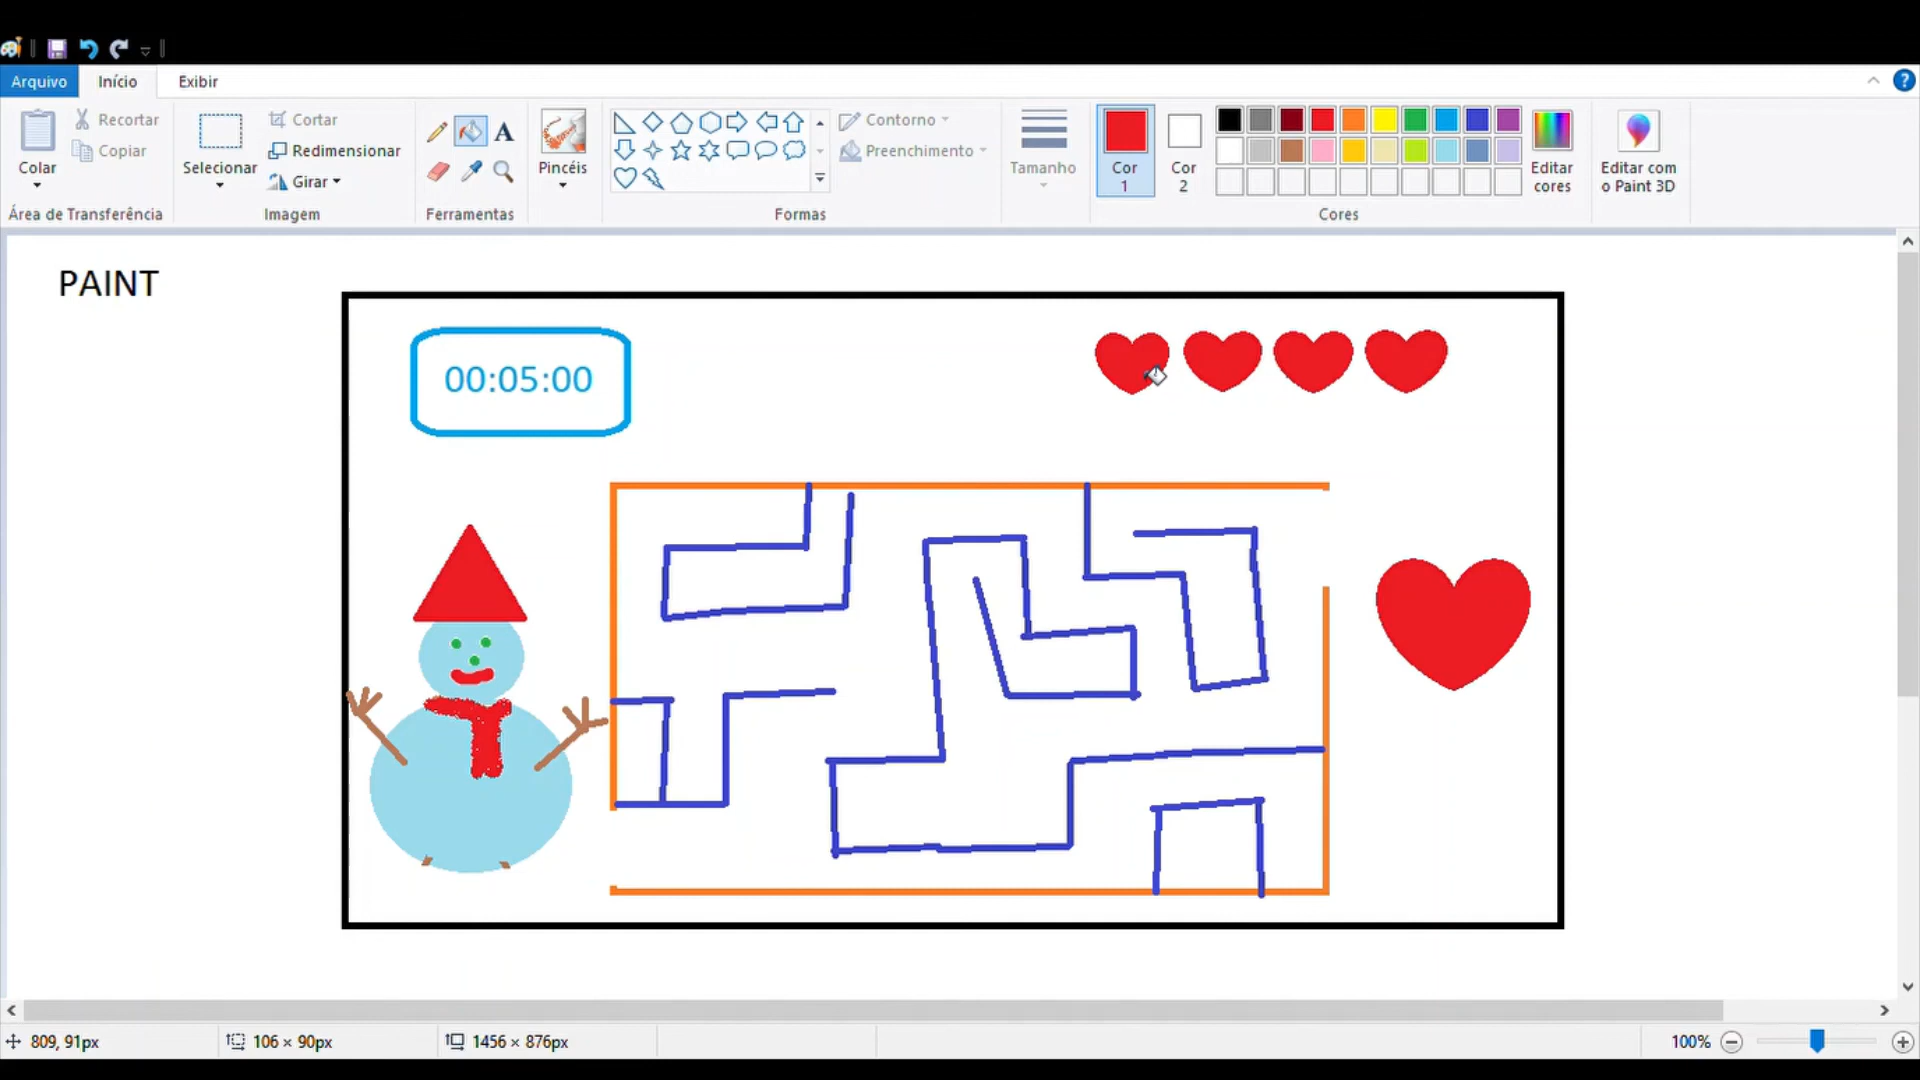 Arquivo Início Exibir
Colar
Recortar
Copiar
Área de Transferência
Selecionar
Cortar
Redimensionar
Girar
Imagem
A
Ferramentas
Pincéis
Formas
Contorno
Preenchimento
Tamanho
Cor 1
Cor 2
Editar cores
Cores
Editar com o Paint 3D
?
PAINT
00:05:00
809, 91px
106 × 90px
1456 × 876px
100%